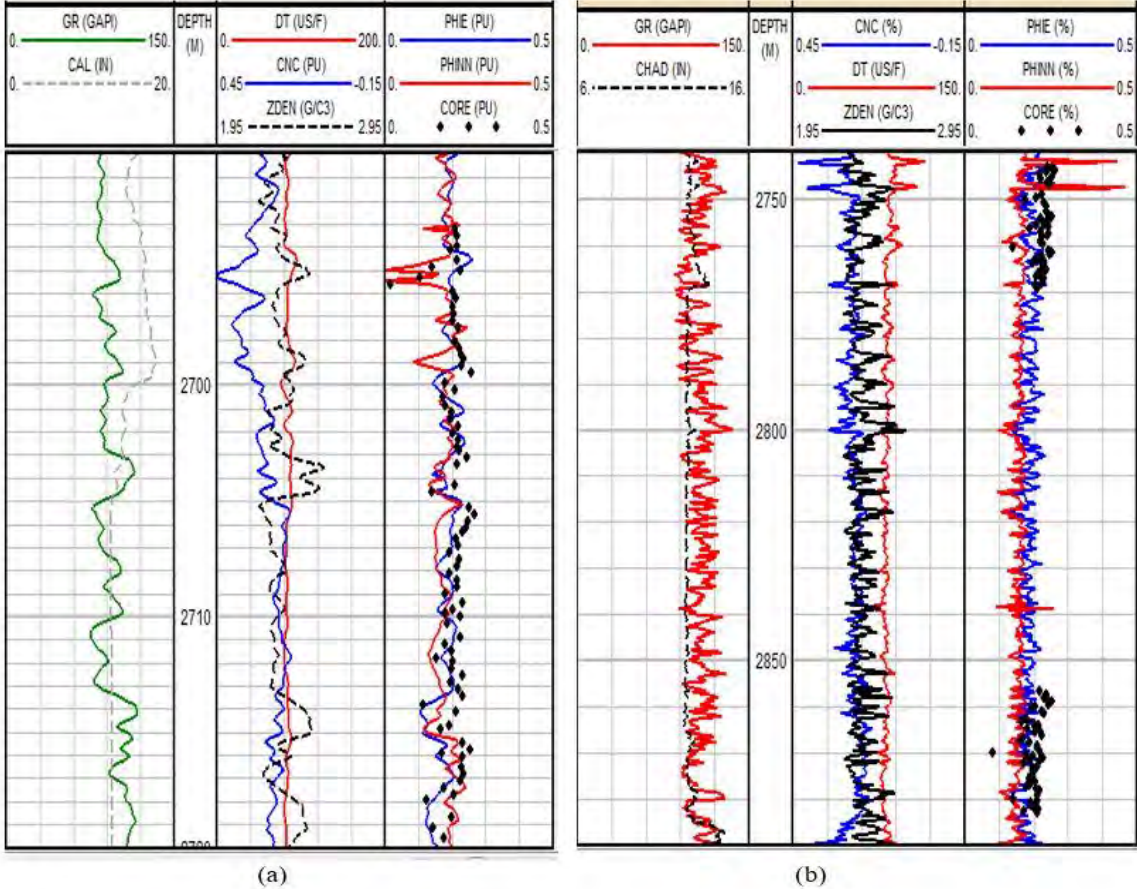 GR (GAPI)
0. 150.
CAL (IN)
0. 20.
DEPTH
(M)
DT (US/F)
0. 200.
CNC (PU)
0.45 -0.15
ZDEN (G/C3)
1.95 2.95
PHIE (PU)
0. 0.5
PHINN (PU)
0. 0.5
CORE (PU)
0. 0.5
2700
2710
(a)
GR (GAPI)
0. 150.
CHAD (IN)
6. 16.
DEPTH
(M)
CNC (%)
0.45 -0.15
DT (US/F)
0. 150.
ZDEN (G/C3)
1.95 2.95
PHIE (%)
0. 0.5
PHINN (%)
0. 0.5
CORE (%)
0. 0.5
2750
2800
2850
(b)